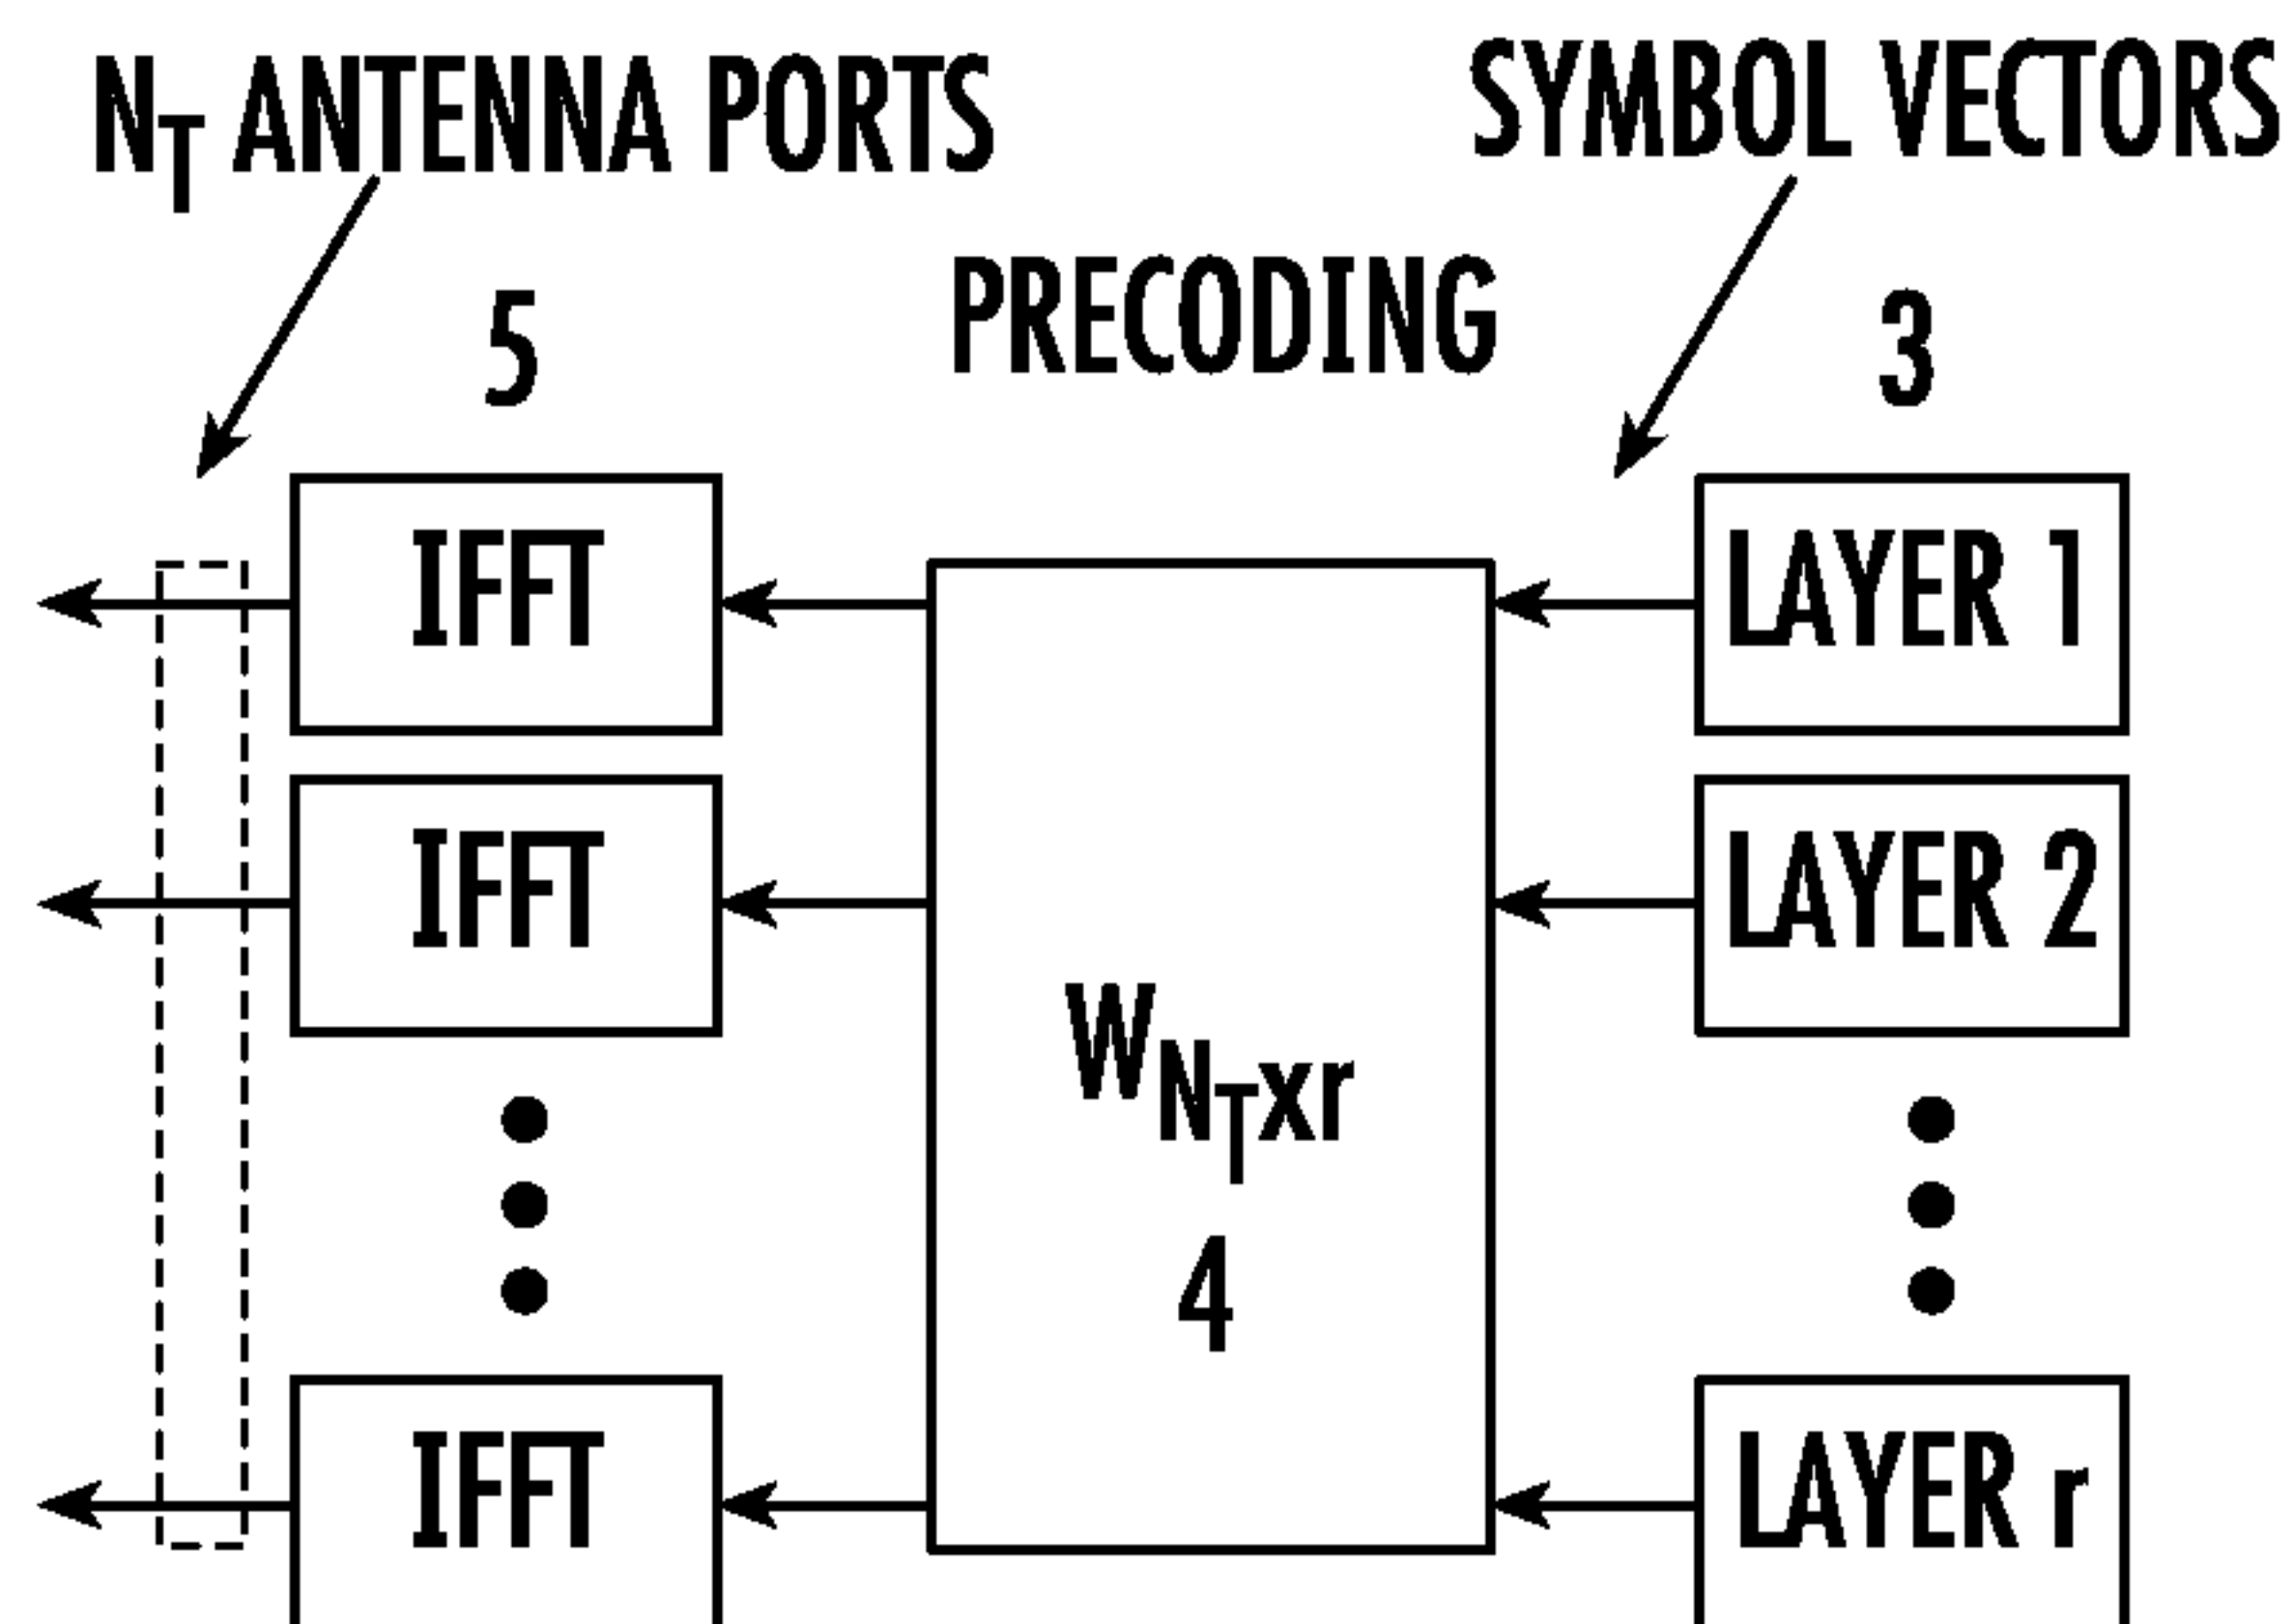 N_T ANTENNA PORTS
SYMBOL VECTORS
PRECODING
5
3
IFFT
LAYER 1
IFFT
LAYER 2
W_{N_T xr}
4
IFFT
LAYER r